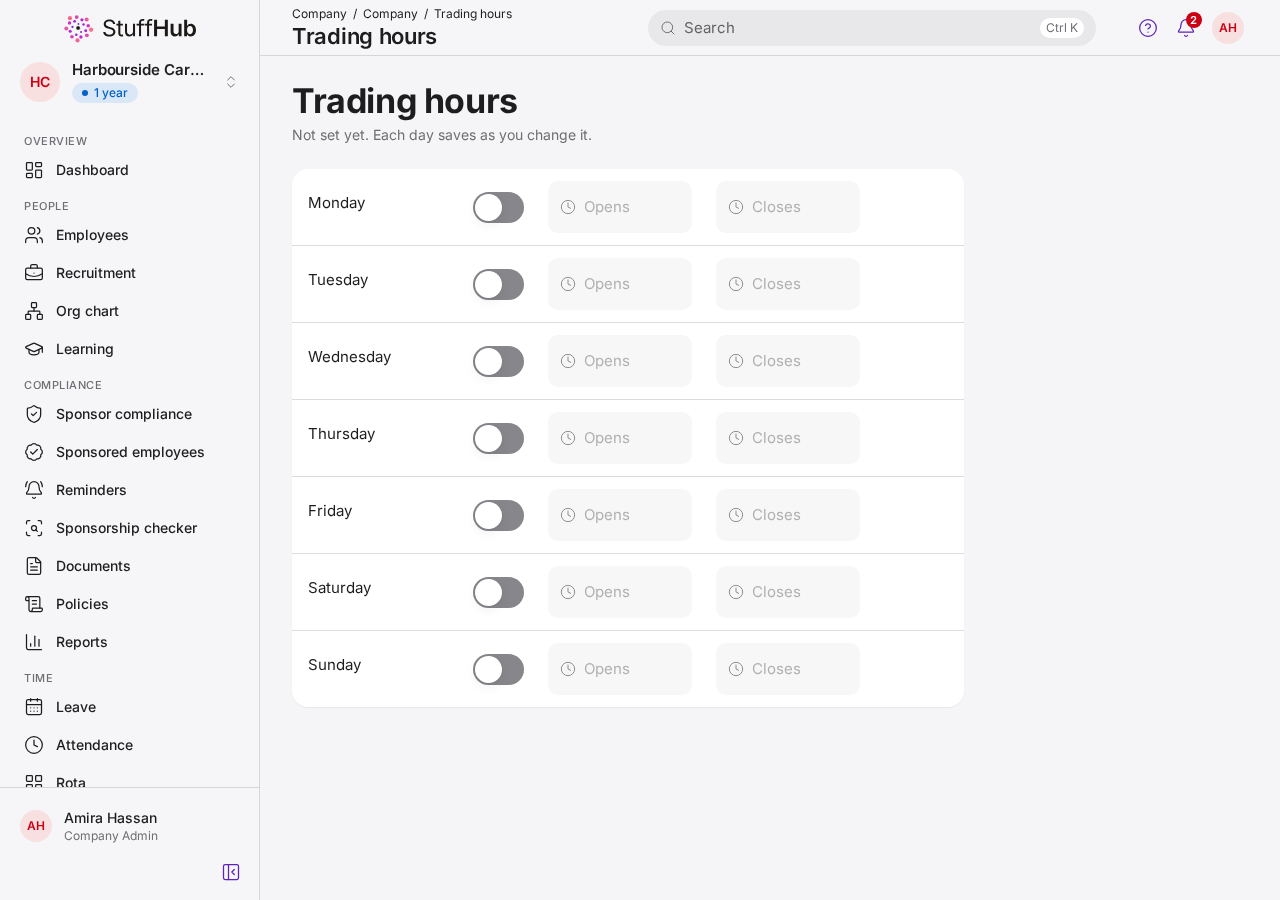 StuffHub
HC
Harbourside Car...
1 year
OVERVIEW
Dashboard
PEOPLE
Employees
Recruitment
Org chart
Learning
COMPLIANCE
Sponsor compliance
Sponsored employees
Reminders
Sponsorship checker
Documents
Policies
Reports
TIME
Leave
Attendance
Rota
AH
Amira Hassan
Company Admin
Company / Company / Trading hours
Trading hours
Search
Ctrl K
2
AH
Trading hours
Not set yet. Each day saves as you change it.
Monday Opens Closes
Tuesday Opens Closes
Wednesday Opens Closes
Thursday Opens Closes
Friday Opens Closes
Saturday Opens Closes
Sunday Opens Closes